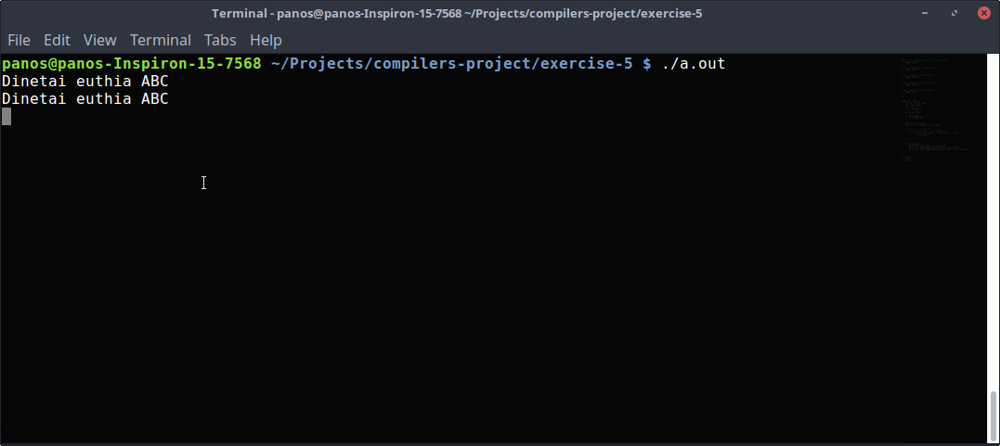 Terminal - panos@panos-Inspiron-15-7568 ~/Projects/compilers-project/exercise-5
File Edit View Terminal Tabs Help
panos@panos-Inspiron-15-7568 ~/Projects/compilers-project/exercise-5 $ ./a.out
Dinetai euthia ABC
Dinetai euthia ABC